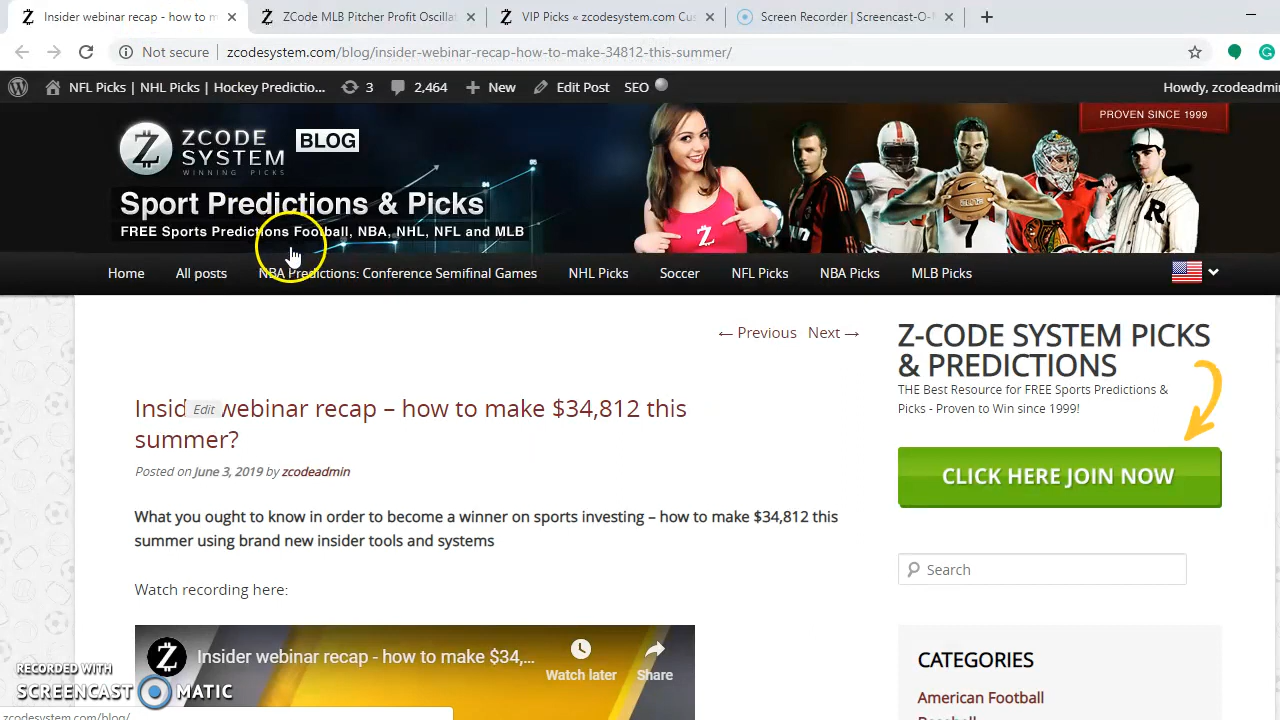 Insider webinar recap - how to m
ZCode MLB Pitcher Profit Oscillat
VIP Picks « zcodesystem.com Cus
Screen Recorder | Screencast-O-
Not secure
zcodesystem.com/blog/insider-webinar-recap-how-to-make-34812-this-summer/
NFL Picks | NHL Picks | Hockey Predictio...
3
2,464
New
Edit Post
SEO
Howdy, zcodeadmi
ZCODE SYSTEM
WINNING PICKS
BLOG
PROVEN SINCE 1999
Sport Predictions & Picks
FREE Sports Predictions Football, NBA, NHL, NFL and MLB
Home
All posts
NBA Predictions: Conference Semifinal Games
NHL Picks
Soccer
NFL Picks
NBA Picks
MLB Picks
← Previous
Next →
Insid Edit webinar recap – how to make $34,812 this
summer?
Posted on June 3, 2019 by zcodeadmin
What you ought to know in order to become a winner on sports investing – how to make $34,812 this
summer using brand new insider tools and systems
Watch recording here:
Insider webinar recap - how to make $34,...
Watch later
Share
Z-CODE SYSTEM PICKS
& PREDICTIONS
THE Best Resource for FREE Sports Predictions &
Picks - Proven to Win since 1999!
CLICK HERE JOIN NOW
Search
CATEGORIES
American Football
Baseball
RECORDED WITH
SCREENCAST MATIC
zcodesystem.com/blog/